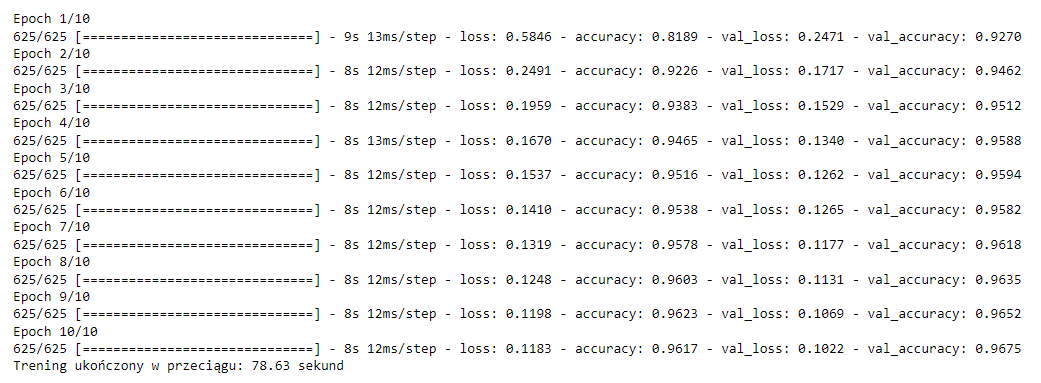 Epoch 1/10
625/625 [==============================] - 9s 13ms/step - loss: 0.5846 - accuracy: 0.8189 - val_loss: 0.2471 - val_accuracy: 0.9270
Epoch 2/10
625/625 [==============================] - 8s 12ms/step - loss: 0.2491 - accuracy: 0.9226 - val_loss: 0.1717 - val_accuracy: 0.9462
Epoch 3/10
625/625 [==============================] - 8s 12ms/step - loss: 0.1959 - accuracy: 0.9383 - val_loss: 0.1529 - val_accuracy: 0.9512
Epoch 4/10
625/625 [==============================] - 8s 13ms/step - loss: 0.1670 - accuracy: 0.9465 - val_loss: 0.1340 - val_accuracy: 0.9588
Epoch 5/10
625/625 [==============================] - 8s 12ms/step - loss: 0.1537 - accuracy: 0.9516 - val_loss: 0.1262 - val_accuracy: 0.9594
Epoch 6/10
625/625 [==============================] - 8s 12ms/step - loss: 0.1410 - accuracy: 0.9538 - val_loss: 0.1265 - val_accuracy: 0.9582
Epoch 7/10
625/625 [==============================] - 8s 12ms/step - loss: 0.1319 - accuracy: 0.9578 - val_loss: 0.1177 - val_accuracy: 0.9618
Epoch 8/10
625/625 [==============================] - 8s 12ms/step - loss: 0.1248 - accuracy: 0.9603 - val_loss: 0.1131 - val_accuracy: 0.9635
Epoch 9/10
625/625 [==============================] - 8s 12ms/step - loss: 0.1198 - accuracy: 0.9623 - val_loss: 0.1069 - val_accuracy: 0.9652
Epoch 10/10
625/625 [==============================] - 8s 12ms/step - loss: 0.1183 - accuracy: 0.9617 - val_loss: 0.1022 - val_accuracy: 0.9675
Trening ukończony w przeciągu: 78.63 sekund